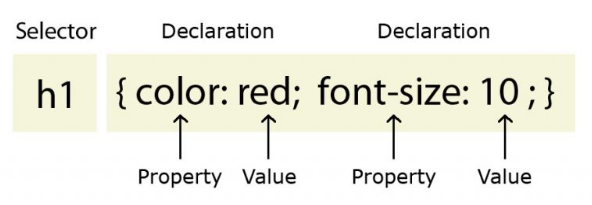 Selector Declaration Declaration
h1 { color: red; font-size: 10 ; }
Property Value Property Value